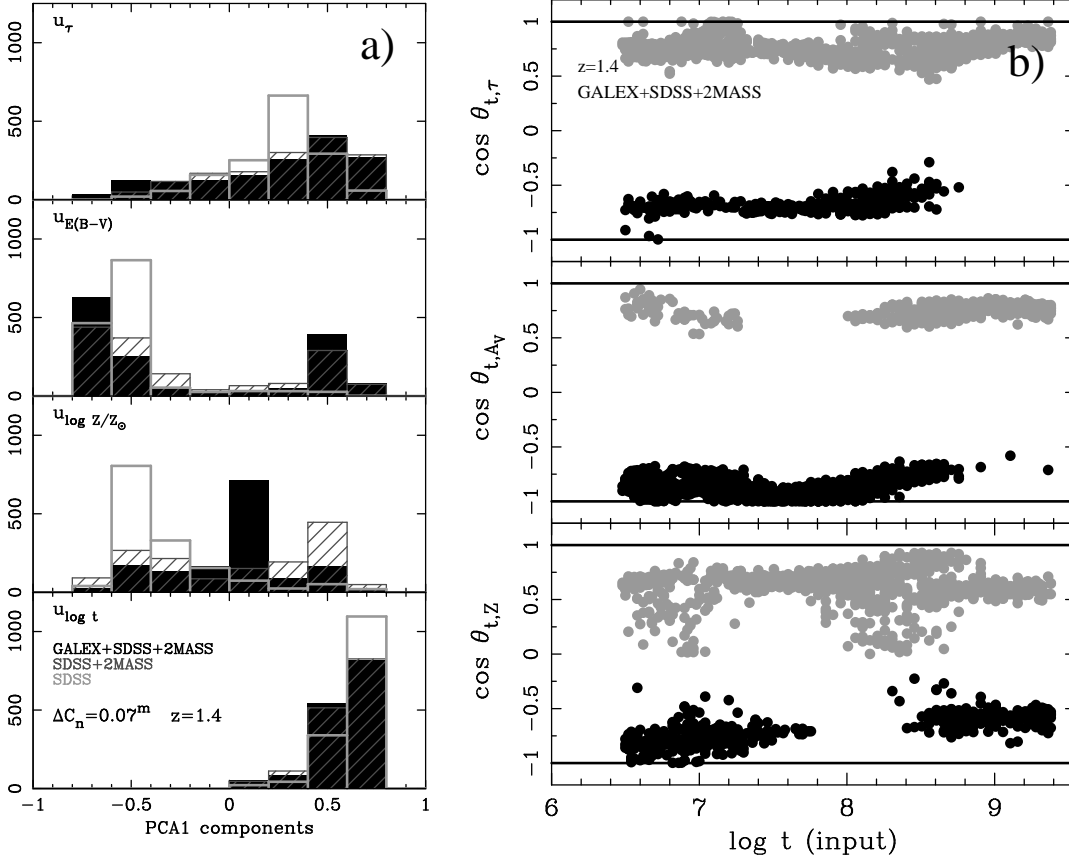 a)
u_τ
1000
500
0
u_E(B−V)
1000
500
0
u_log Z/Z_⊙
1000
500
0
u_log t
GALEX+SDSS+2MASS
SDSS+2MASS
SDSS
ΔC_n=0.07^m z=1.4
1000
500
0
−1 −0.5 0 0.5 1
PCA1 components
b)
z=1.4
GALEX+SDSS+2MASS
cos θ_t,τ
1
0.5
0
−0.5
−1
cos θ_t,A_V
1
0.5
0
−0.5
−1
cos θ_t,Z
1
0.5
0
−0.5
−1
6 7 8 9
log t (input)